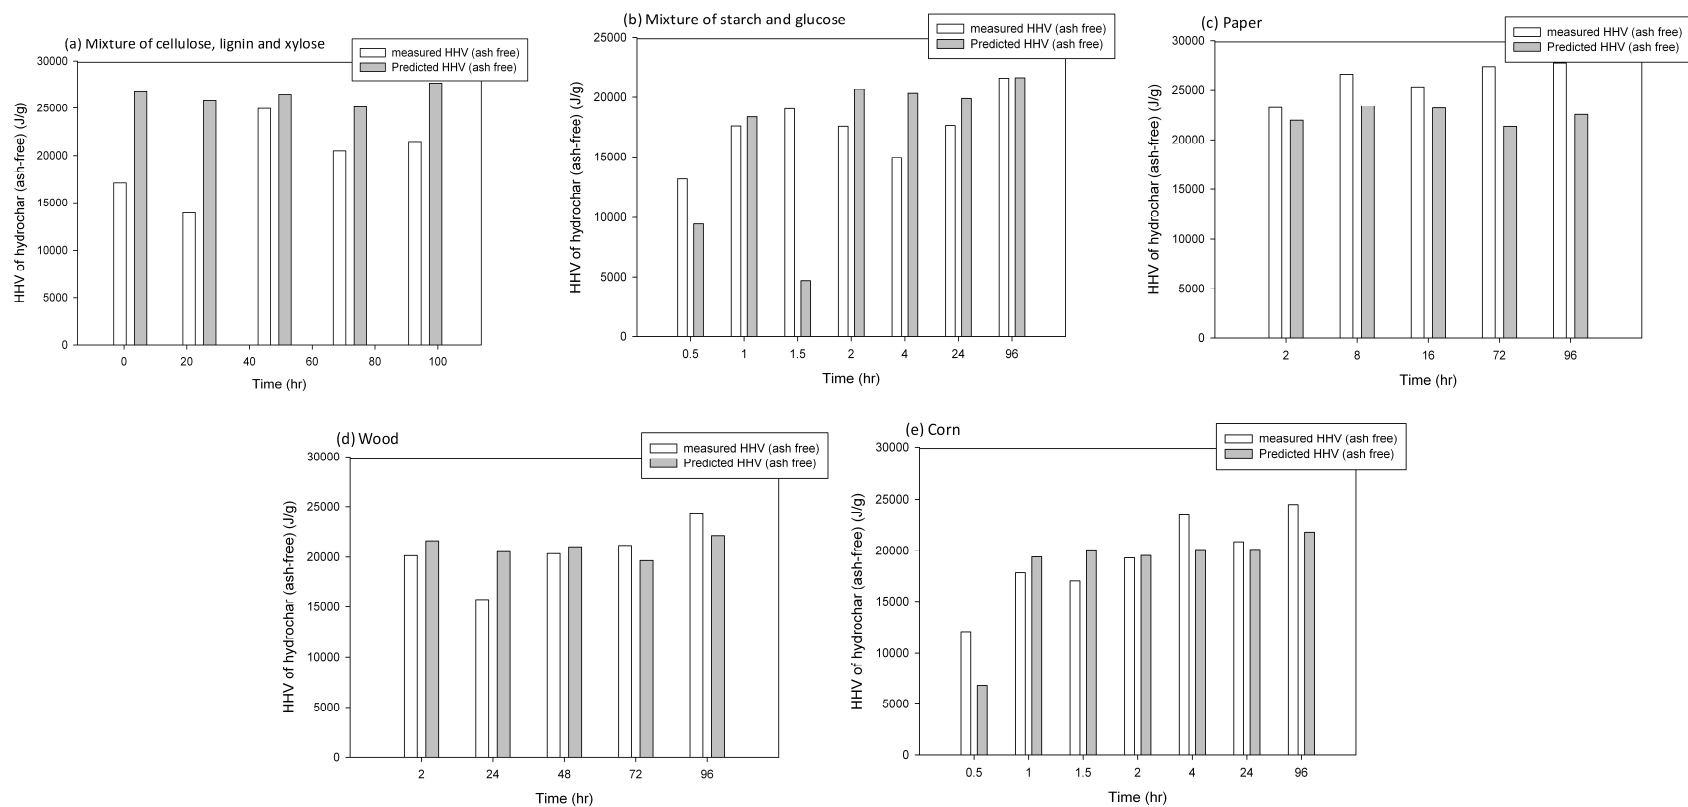 (a) Mixture of cellulose, lignin and xylose
measured HHV (ash free)
Predicted HHV (ash free)
HHV of hydrochar (ash-free) (J/g)
30000
25000
20000
15000
10000
5000
0
0 20 40 60 80 100
Time (hr)
(b) Mixture of starch and glucose
measured HHV (ash free)
Predicted HHV (ash free)
HHV of hydrochar (ash-free) (J/g)
25000
20000
15000
10000
5000
0
0.5 1 1.5 2 4 24 96
Time (hr)
(c) Paper
measured HHV (ash free)
Predicted HHV (ash free)
HHV of hydrochar (ash-free) (J/g)
30000
25000
20000
15000
10000
5000
0
2 8 16 72 96
Time (hr)
(d) Wood
measured HHV (ash free)
Predicted HHV (ash free)
HHV of hydrochar (ash-free) (J/g)
30000
25000
20000
15000
10000
5000
0
2 24 48 72 96
Time (hr)
(e) Corn
measured HHV (ash free)
Predicted HHV (ash free)
HHV of hydrochar (ash-free) (J/g)
30000
25000
20000
15000
10000
5000
0
0.5 1 1.5 2 4 24 96
Time (hr)